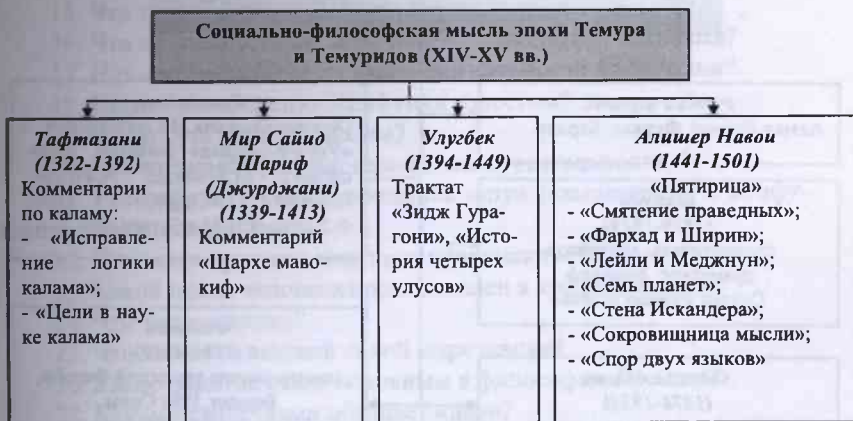 Социально-философская мысль эпохи Темура
и Темуридов (XIV-XV вв.)
Тафтазани
(1322-1392)
Комментарии
по каламу:
- «Исправле-
ние логики
калама»;
- «Цели в нау-
ке калама»
Мир Сайид
Шариф
(Джурджани)
(1339-1413)
Комментарий
«Шархе маво-
киф»
Улугбек
(1394-1449)
Трактат
«Зидж Гура-
гони», «Исто-
рия четырех
улусов»
Алишер Навои
(1441-1501)
«Пятирица»
- «Смятение праведных»;
- «Фархад и Ширин»;
- «Лейли и Меджнун»;
- «Семь планет»;
- «Стена Искандера»;
- «Сокровищница мысли»;
- «Спор двух языков»